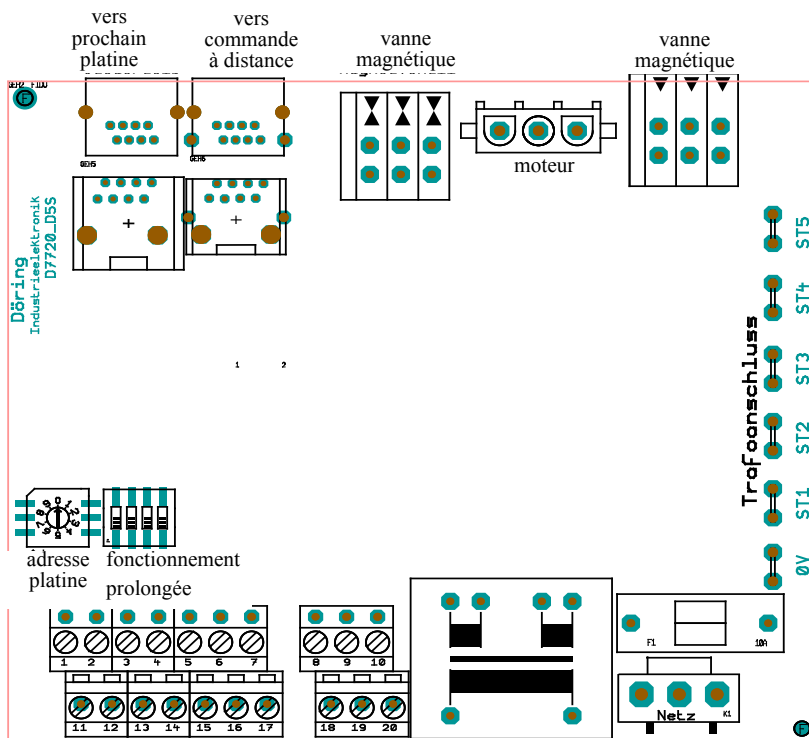 vers
prochain
platine
vers
commande
à distance
vanne
magnétique
vanne
magnétique
F
GEH5
GEH6
moteur
Döring
Industrieelektronik
D7720_D5S
1 2
Trafoanschluss
ST5
ST4
ST3
ST2
ST1
0V
adresse
platine
fonctionnement
prolongée
F1 10A
1 2 3 4 5 6 7
8 9 10
11 12 13 14 15 16 17
18 19 20
Netz K1
F